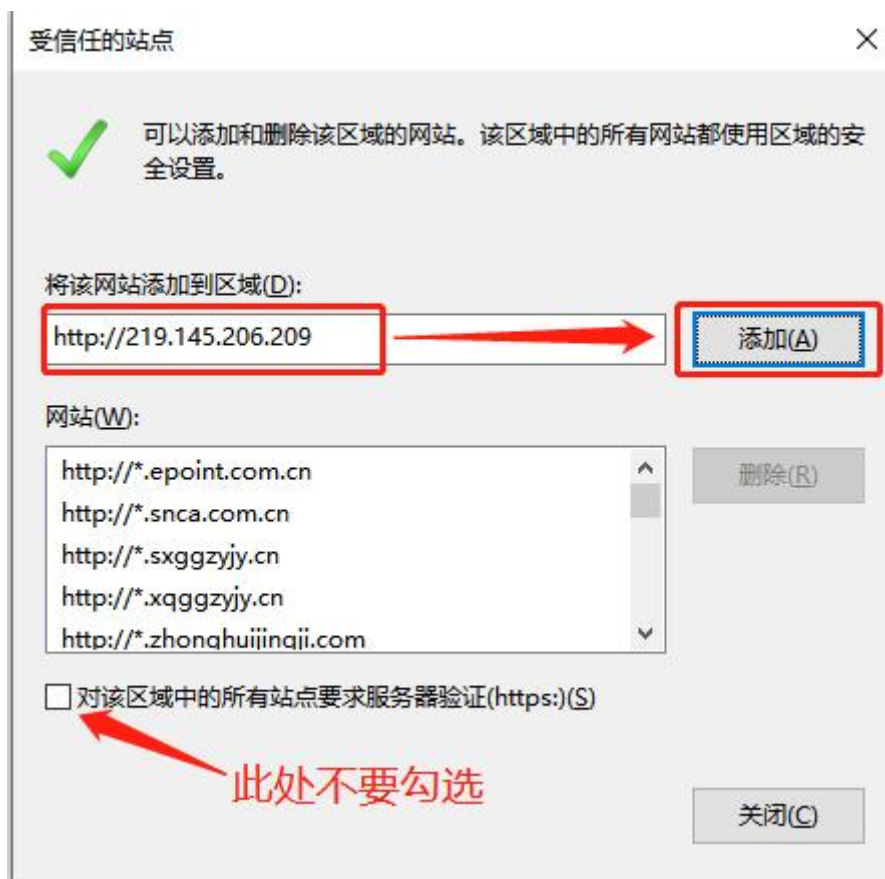 受信任的站点
可以添加和删除该区域的网站。该区域中的所有网站都使用区域的安
全设置。
将该网站添加到区域(D):
http://219.145.206.209
添加(A)
网站(W):
http://*.epoint.com.cn
删除(R)
http://*.snca.com.cn
http://*.sxggzyjy.cn
http://*.xqggzyjy.cn
http://*.zhonghuijingji.com
对该区域中的所有站点要求服务器验证(https:)(S)
此处不要勾选
关闭(C)